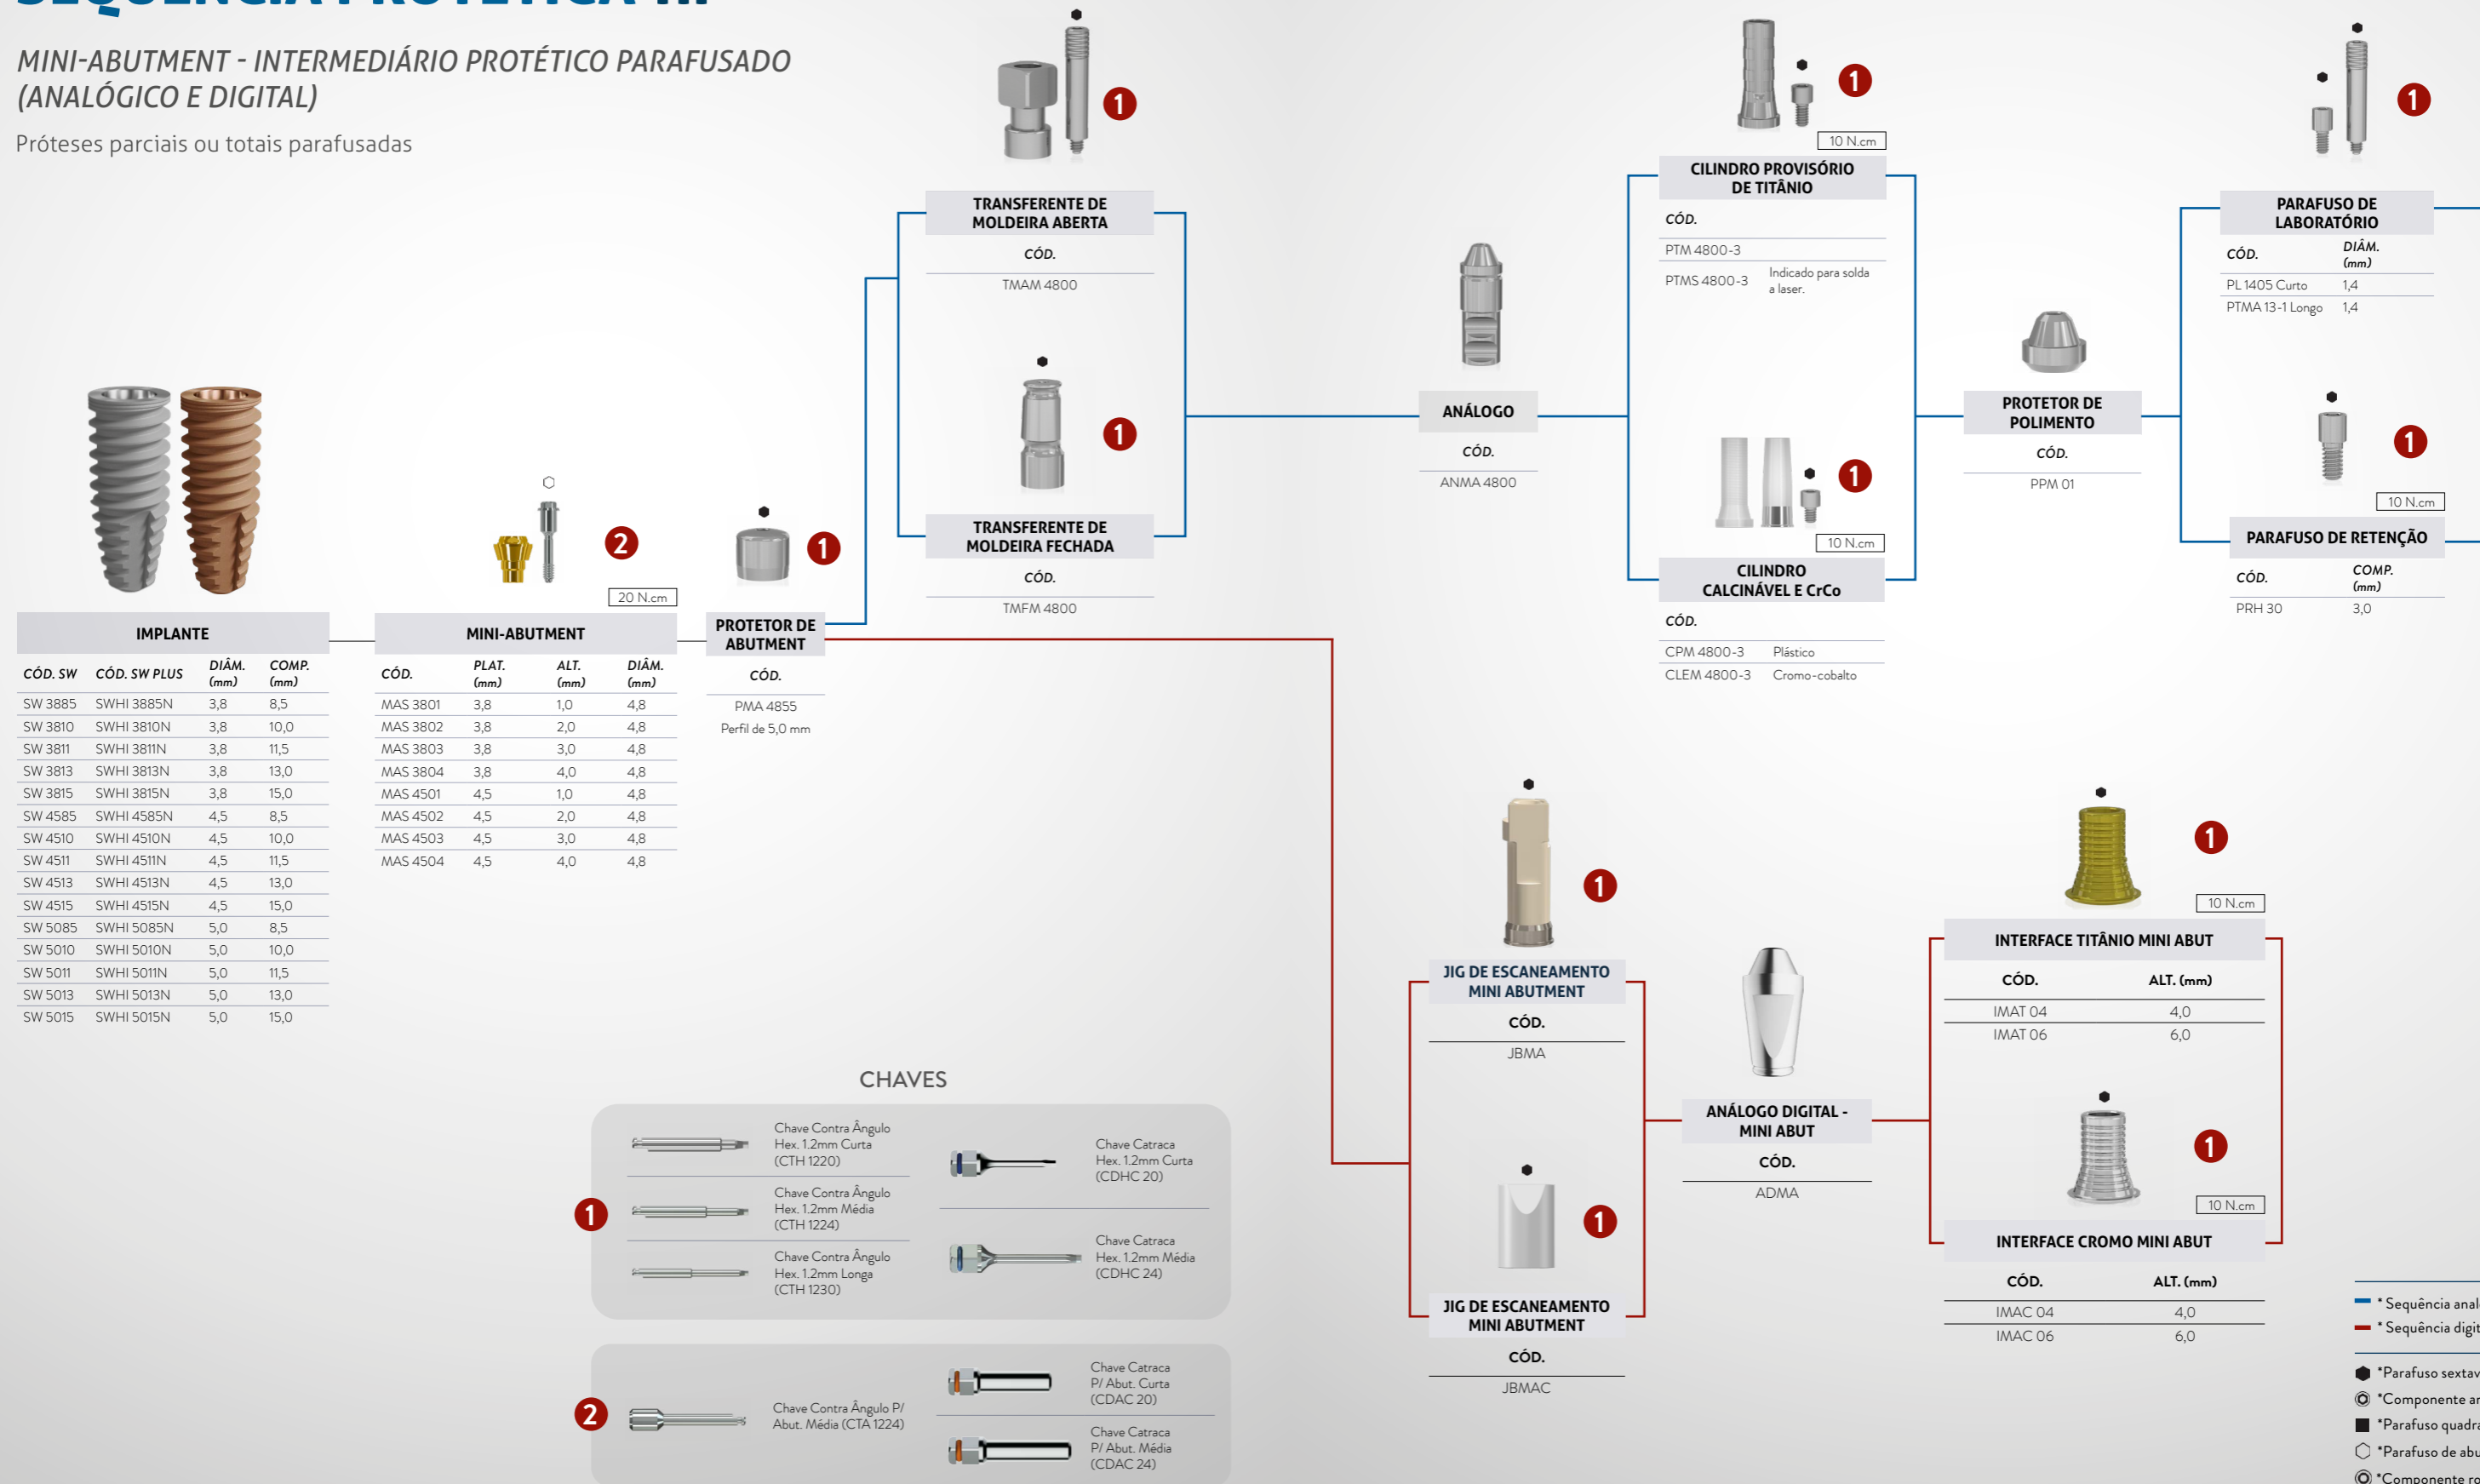 MINI-ABUTMENT - INTERMEDIÁRIO PROTÉTICO PARAFUSADO
(ANALÓGICO E DIGITAL)
Próteses parciais ou totais parafusadas
IMPLANTE
CÓD. SW CÓD. SW PLUS DIÂM. (mm) COMP. (mm)
SW 3885 SWHI 3885N 3,8 8,5
SW 3810 SWHI 3810N 3,8 10,0
SW 3811 SWHI 3811N 3,8 11,5
SW 3813 SWHI 3813N 3,8 13,0
SW 3815 SWHI 3815N 3,8 15,0
SW 4585 SWHI 4585N 4,5 8,5
SW 4510 SWHI 4510N 4,5 10,0
SW 4511 SWHI 4511N 4,5 11,5
SW 4513 SWHI 4513N 4,5 13,0
SW 4515 SWHI 4515N 4,5 15,0
SW 5085 SWHI 5085N 5,0 8,5
SW 5010 SWHI 5010N 5,0 10,0
SW 5011 SWHI 5011N 5,0 11,5
SW 5013 SWHI 5013N 5,0 13,0
SW 5015 SWHI 5015N 5,0 15,0
2
20 N.cm
MINI-ABUTMENT
CÓD. PLAT. (mm) ALT. (mm) DIÂM. (mm)
MAS 3801 3,8 1,0 4,8
MAS 3802 3,8 2,0 4,8
MAS 3803 3,8 3,0 4,8
MAS 3804 3,8 4,0 4,8
MAS 4501 4,5 1,0 4,8
MAS 4502 4,5 2,0 4,8
MAS 4503 4,5 3,0 4,8
MAS 4504 4,5 4,0 4,8
1
PROTETOR DE
ABUTMENT
CÓD.
PMA 4855
Perfil de 5,0 mm
1
TRANSFERENTE DE
MOLDEIRA ABERTA
CÓD.
TMAM 4800
1
TRANSFERENTE DE
MOLDEIRA FECHADA
CÓD.
TMFM 4800
ANÁLOGO
CÓD.
ANMA 4800
1
10 N.cm
CILINDRO PROVISÓRIO
DE TITÂNIO
CÓD.
PTM 4800-3
PTMS 4800-3 Indicado para solda
a laser.
1
10 N.cm
CILINDRO
CALCINÁVEL E CrCo
CÓD.
CPM 4800-3 Plástico
CLEM 4800-3 Cromo-cobalto
PROTETOR DE
POLIMENTO
CÓD.
PPM 01
1
PARAFUSO DE
LABORATÓRIO
CÓD. DIÂM. (mm)
PL 1405 Curto 1,4
PTMA 13-1 Longo 1,4
1
10 N.cm
PARAFUSO DE RETENÇÃO
CÓD. COMP. (mm)
PRH 30 3,0
1
JIG DE ESCANEAMENTO
MINI ABUTMENT
CÓD.
JBMA
1
JIG DE ESCANEAMENTO
MINI ABUTMENT
CÓD.
JBMAC
ANÁLOGO DIGITAL -
MINI ABUT
CÓD.
ADMA
1
10 N.cm
INTERFACE TITÂNIO MINI ABUT
CÓD. ALT. (mm)
IMAT 04 4,0
IMAT 06 6,0
1
10 N.cm
INTERFACE CROMO MINI ABUT
CÓD. ALT. (mm)
IMAC 04 4,0
IMAC 06 6,0
CHAVES
1
Chave Contra Ângulo
Hex. 1.2mm Curta
(CTH 1220)
Chave Contra Ângulo
Hex. 1.2mm Média
(CTH 1224)
Chave Contra Ângulo
Hex. 1.2mm Longa
(CTH 1230)
Chave Catraca
Hex. 1.2mm Curta
(CDHC 20)
Chave Catraca
Hex. 1.2mm Média
(CDHC 24)
2
Chave Contra Ângulo P/
Abut. Média (CTA 1224)
Chave Catraca
P/ Abut. Curta
(CDAC 20)
Chave Catraca
P/ Abut. Média
(CDAC 24)
* Sequência
* Sequência
*Parafuso
*Componente
*Parafuso
*Parafuso de
*Componente